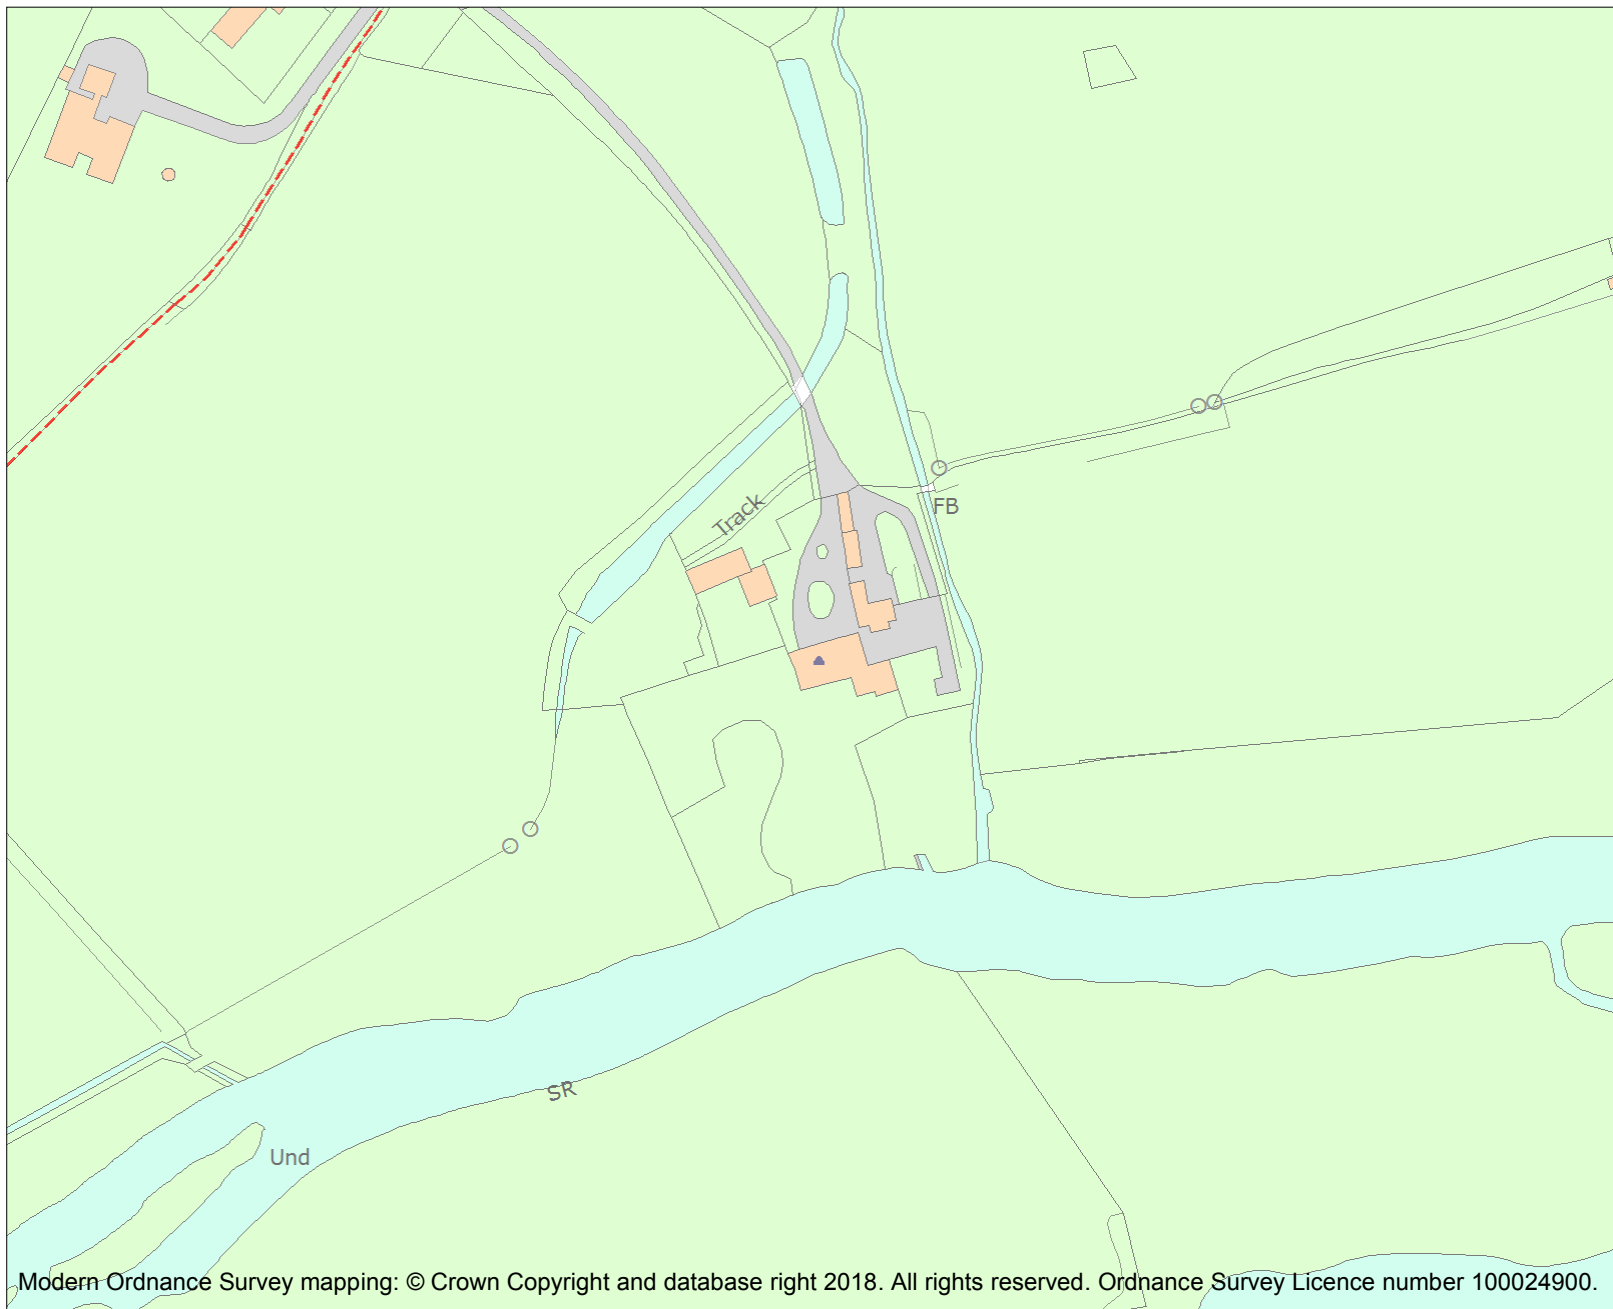 FB
Track
SR
Und
Modern Ordnance Survey mapping: © Crown Copyright and database right 2018. All rights reserved. Ordnance Survey Licence number 100024900.